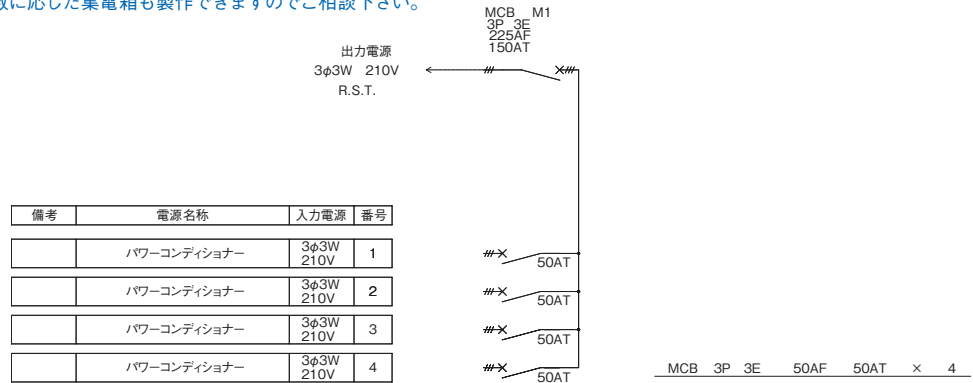 に応じた集電箱も製作できますのでご相談下さい。
MCB M1
3P 3E
225AF
150AT
出力電源
3φ3W 210V
R.S.T.
備考 電源名称 入力電源 番号
パワーコンディショナー 3φ3W 210V 1
50AT
パワーコンディショナー 3φ3W 210V 2
50AT
パワーコンディショナー 3φ3W 210V 3
50AT
パワーコンディショナー 3φ3W 210V 4
50AT
MCB 3P 3E 50AF 50AT × 4